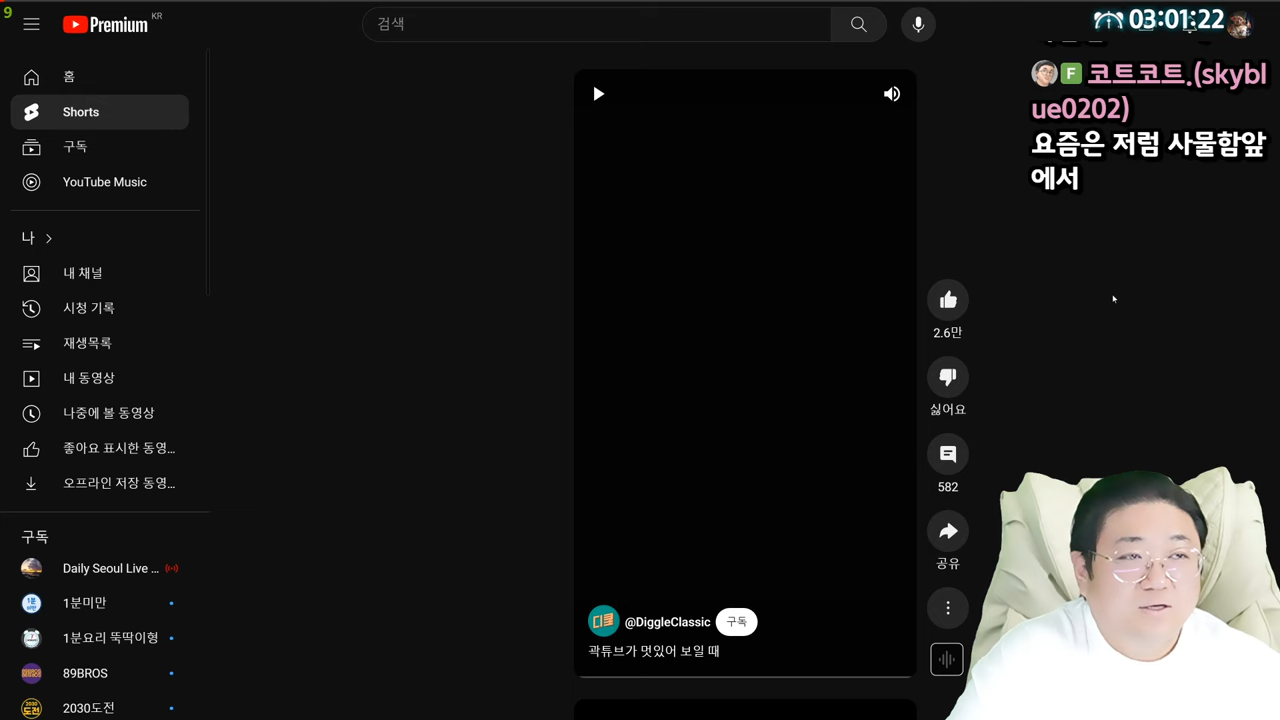 9
Premium KR
검색
03:01:22
홈
Shorts
구독
YouTube Music
나
내 채널
시청 기록
재생목록
내 동영상
나중에 볼 동영상
좋아요 표시한 동영...
오프라인 저장 동영...
구독
Daily Seoul Live ...
1분미만
1분요리 뚝딱이형
89BROS
2030도전
디클
@DiggleClassic
구독
곽튜브가 멋있어 보일 때
2.6만
싫어요
582
공유
F 코트코트.(skybl
ue0202)
요즘은 저럼 사물함앞
에서